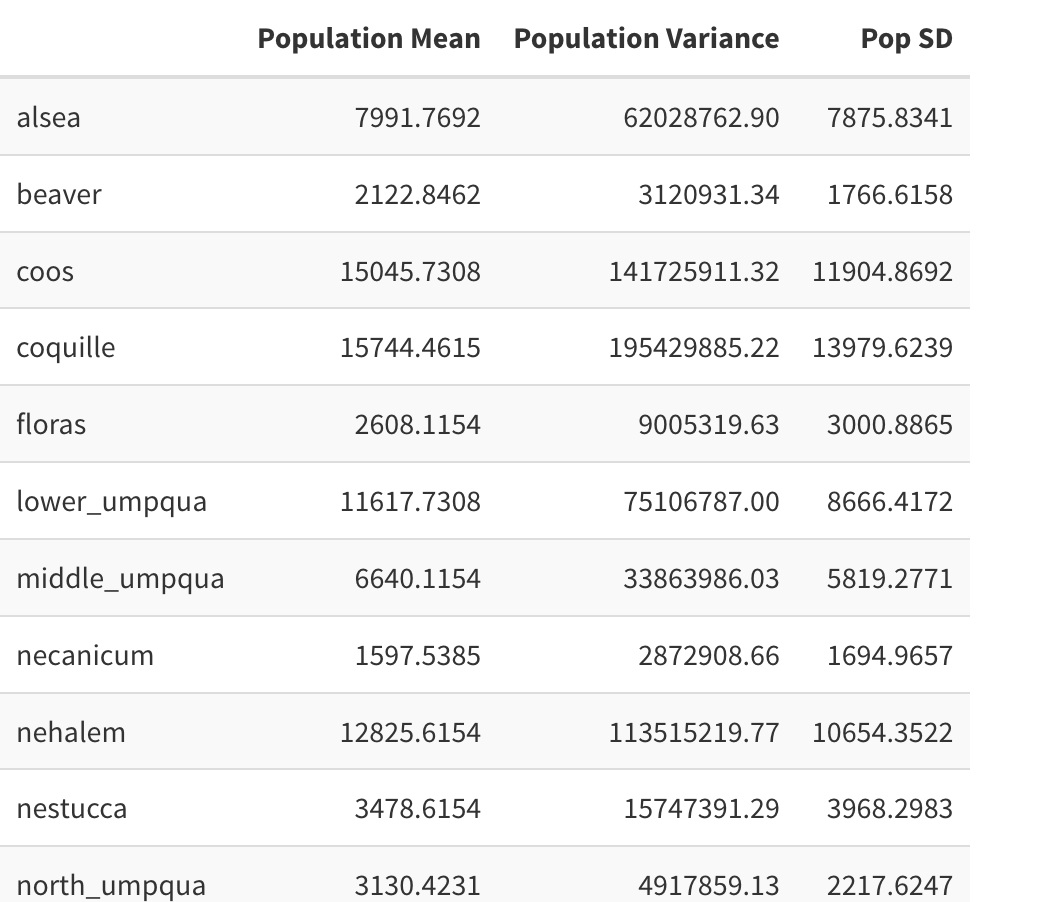 Population Mean Population Variance Pop SD
alsea 7991.7692 62028762.90 7875.8341
beaver 2122.8462 3120931.34 1766.6158
coos 15045.7308 141725911.32 11904.8692
coquille 15744.4615 195429885.22 13979.6239
floras 2608.1154 9005319.63 3000.8865
lower_umpqua 11617.7308 75106787.00 8666.4172
middle_umpqua 6640.1154 33863986.03 5819.2771
necanicum 1597.5385 2872908.66 1694.9657
nehalem 12825.6154 113515219.77 10654.3522
nestucca 3478.6154 15747391.29 3968.2983
north_umpqua 3130.4231 4917859.13 2217.6247